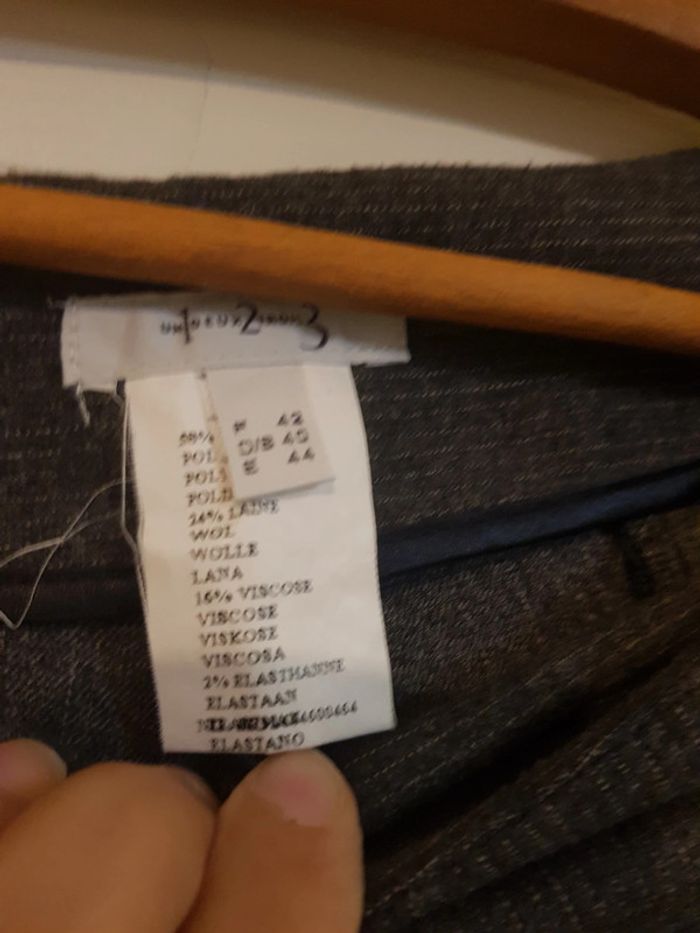 un 1 deux 2 trois 3
F 42
D/B 40
E 44
58%
POL
POL
POL
24% LAINE
WOL
WOLLE
LANA
16% VISCOSE
VISCOSE
VISKOSE
VISCOSA
2% ELASTHANNE
ELASTAAN
ELASTANO